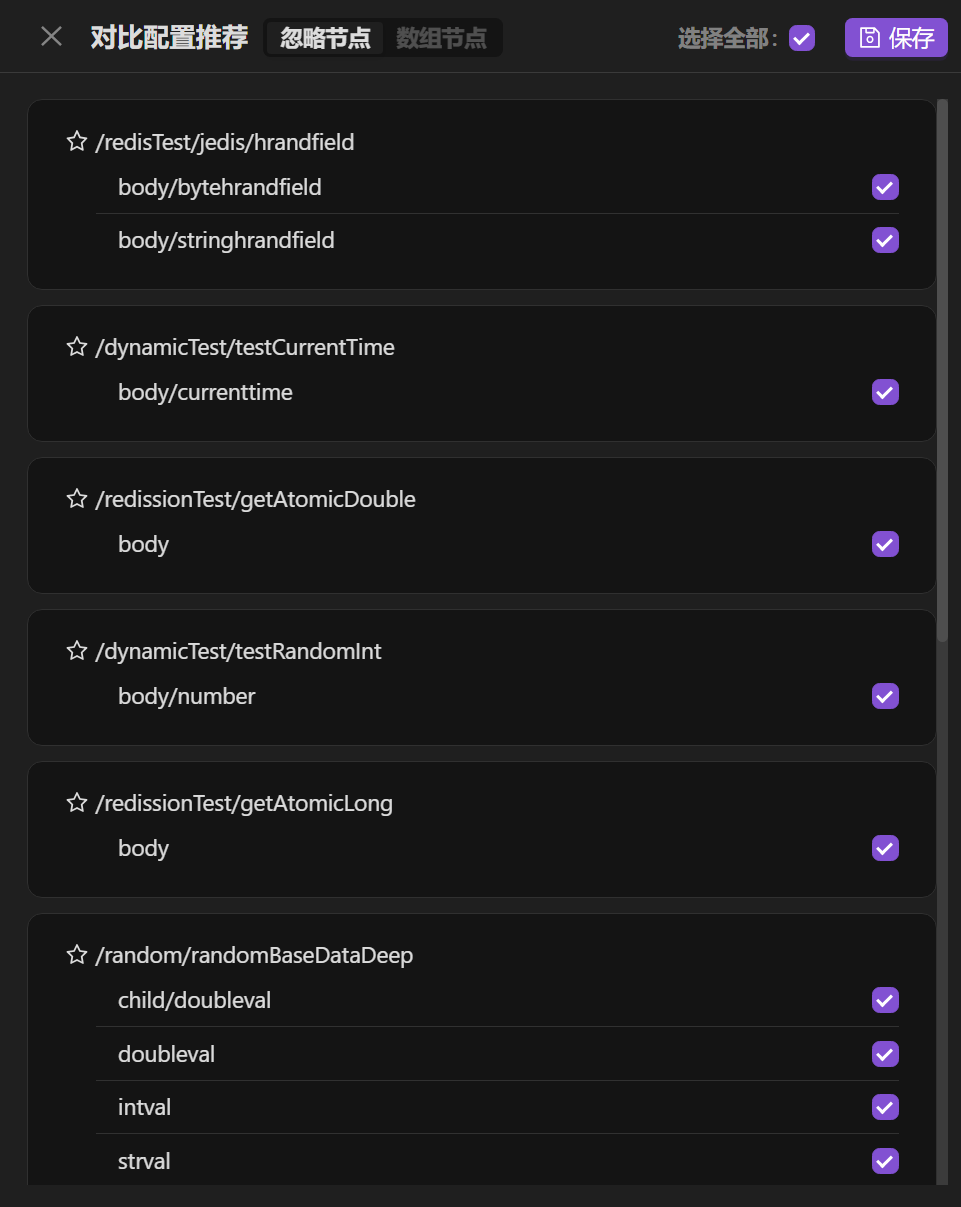 对比配置推荐 忽略节点 数组节点 选择全部: 保存
/redisTest/jedis/hrandfield
body/bytehrandfield
body/stringhrandfield
/dynamicTest/testCurrentTime
body/currenttime
/redissionTest/getAtomicDouble
body
/dynamicTest/testRandomInt
body/number
/redissionTest/getAtomicLong
body
/random/randomBaseDataDeep
child/doubleval
doubleval
intval
strval